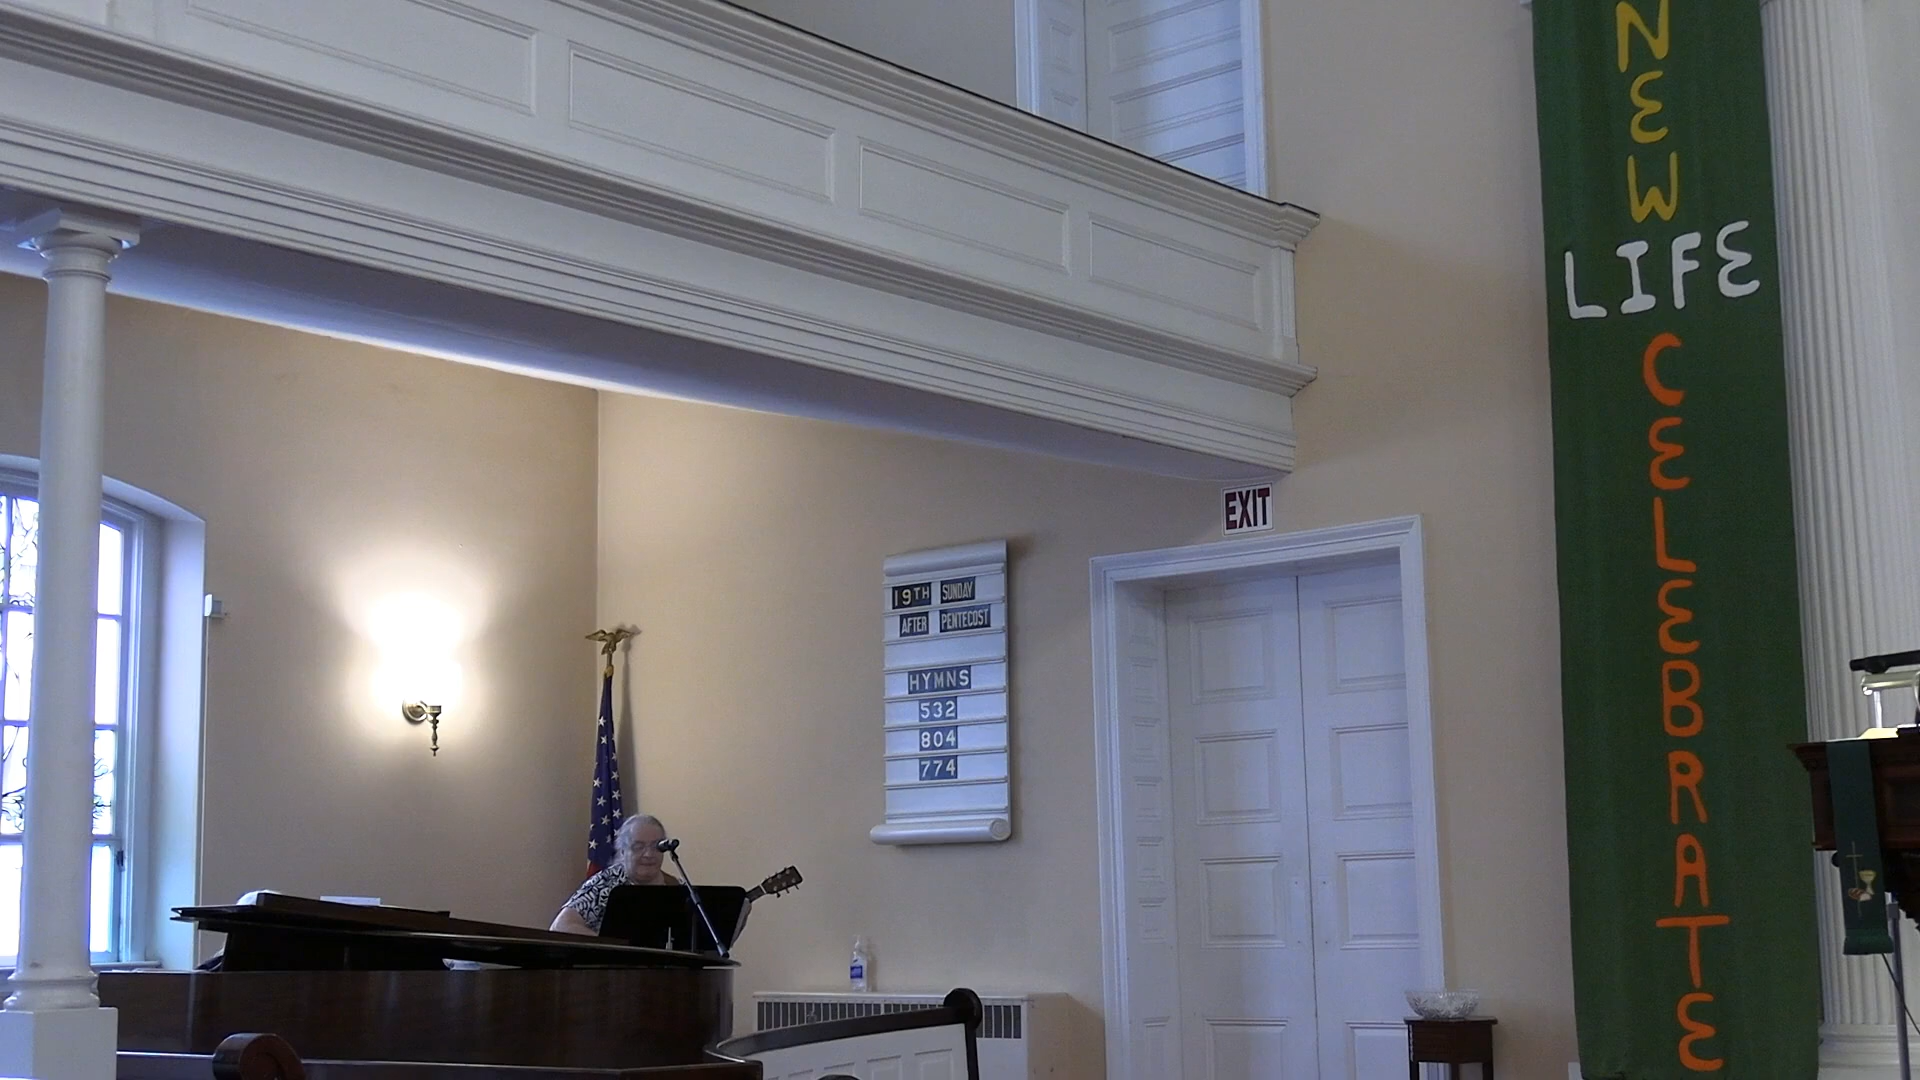 NEW
LIFE
CELEBRATE
EXIT
19TH SUNDAY
AFTER PENTECOST
HYMNS
532
804
774